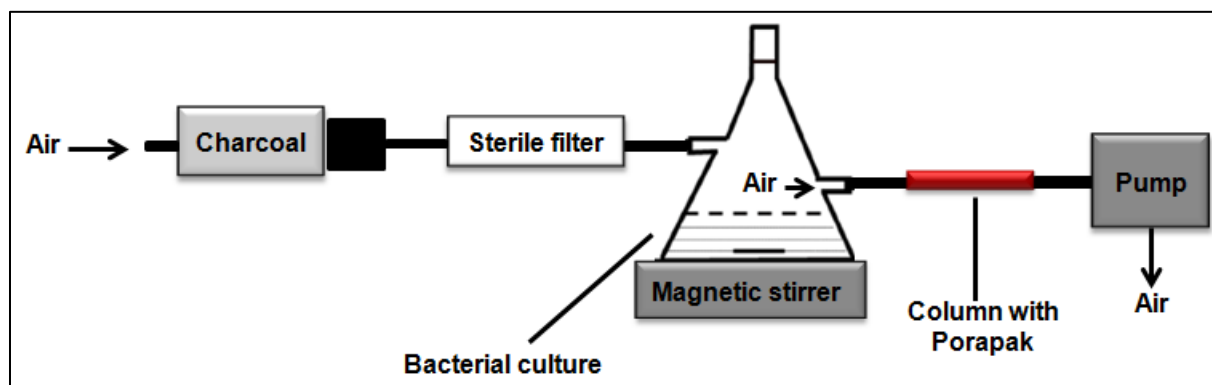 Air
Charcoal
Sterile filter
Air
Pump
Magnetic stirrer
Bacterial culture
Column with
Porapak
Air